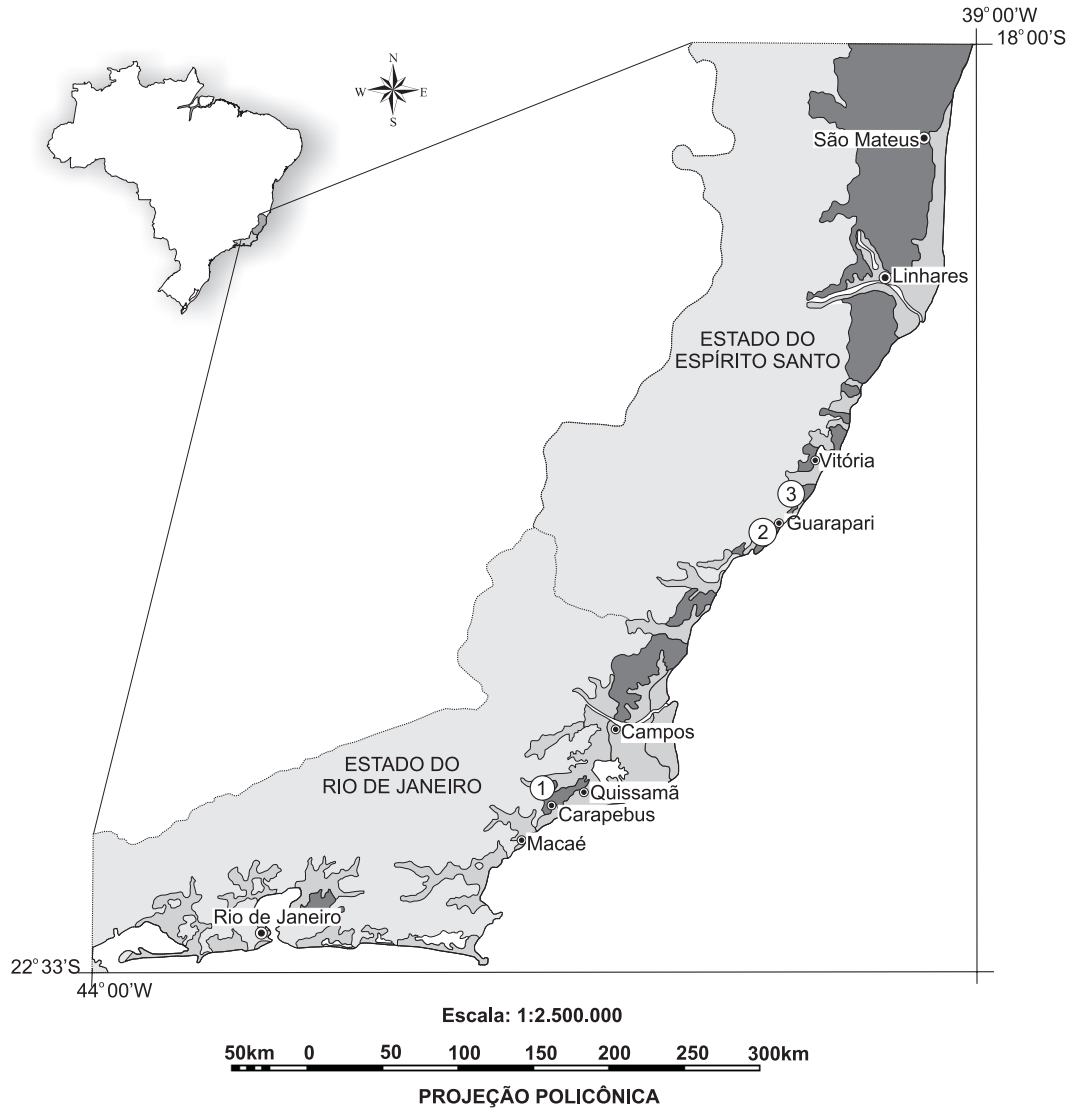 39°00'W
18°00'S
N
W E
S
São Mateus
Linhares
ESTADO DO
ESPÍRITO SANTO
Vitória
3
Guarapari
2
Campos
ESTADO DO
RIO DE JANEIRO
1
Quissamã
Carapebus
Macaé
Rio de Janeiro
22°33'S
44°00'W
Escala: 1:2.500.000
50km 0 50 100 150 200 250 300km
PROJEÇÃO POLICÔNICA